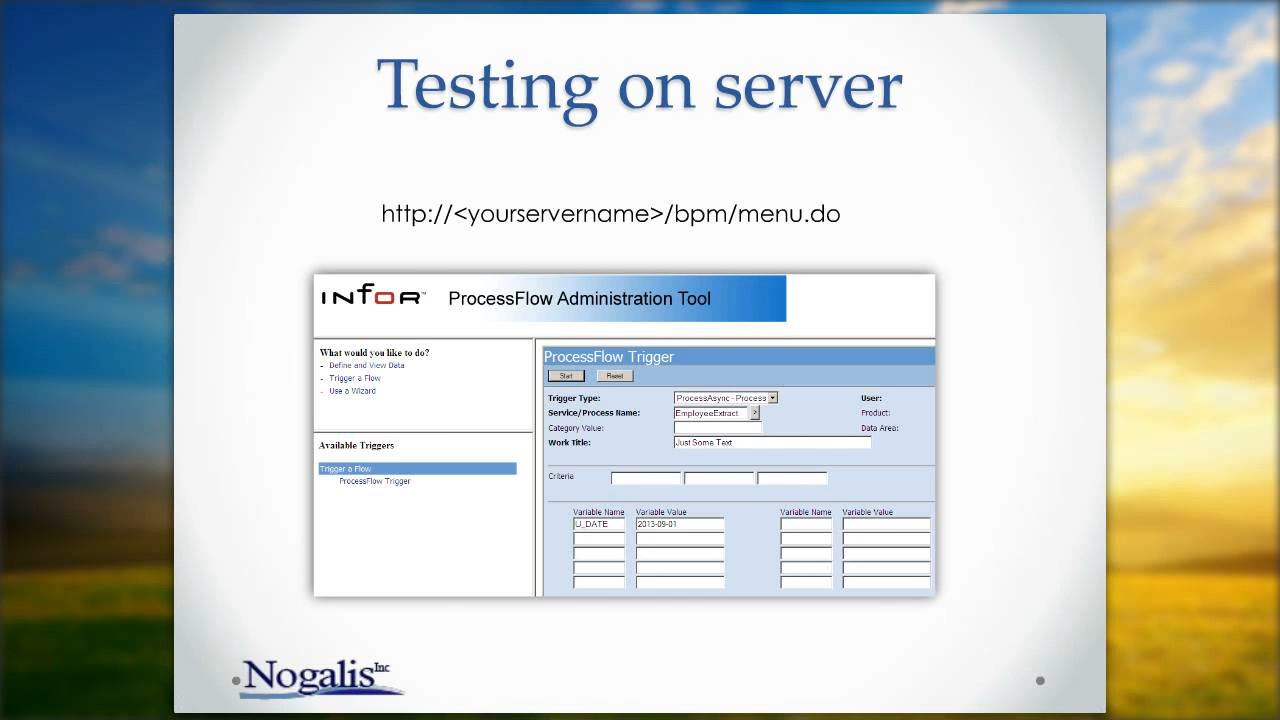 Testing on server
http://<yourservername>/bpm/menu.do
INFOR™ ProcessFlow Administration Tool
What would you like to do?
- Define and View Data
- Trigger a Flow
- Use a Wizard
Available Triggers
Trigger a Flow
ProcessFlow Trigger
ProcessFlow Trigger
Start Reset
Trigger Type: ProcessAsync - Process User:
Service/Process Name: EmployeeExtract > Product:
Category Value: Data Area:
Work Title: Just Some Text
Criteria
Variable Name Variable Value Variable Name Variable Value
U_DATE 2013-09-01
Nogalis Inc